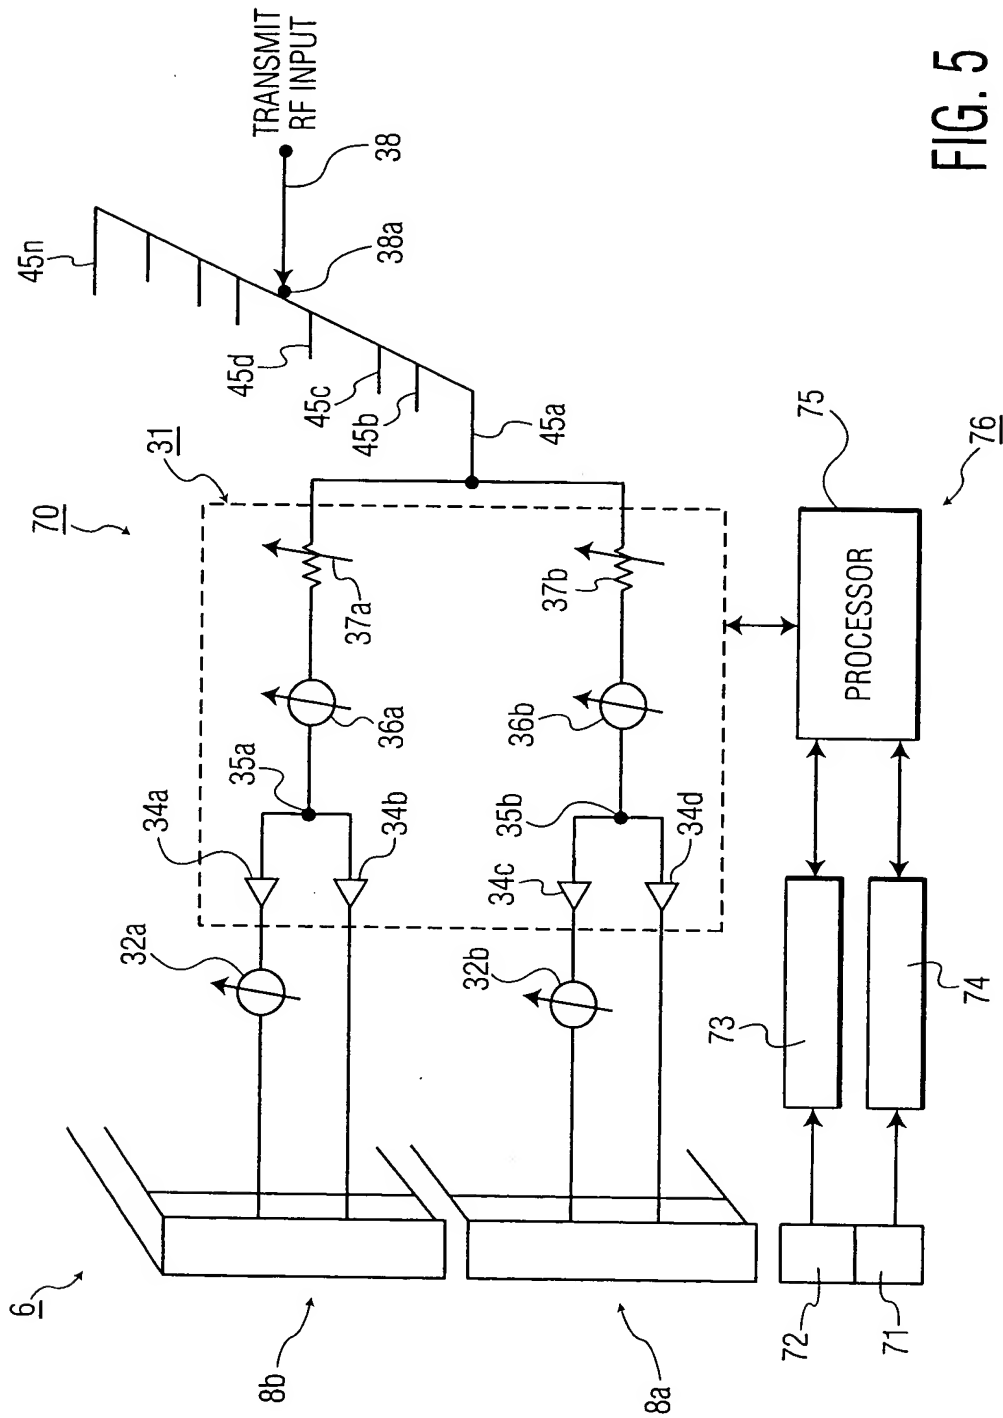 FIG. 5
TRANSMIT
RF INPUT
38
38a
45n
45d
45c
45b
45a
31
70
37a
37b
36a
36b
35a
35b
34a
34b
34c
34d
32a
32b
6
8b
8a
75
76
PROCESSOR
73
74
72
71